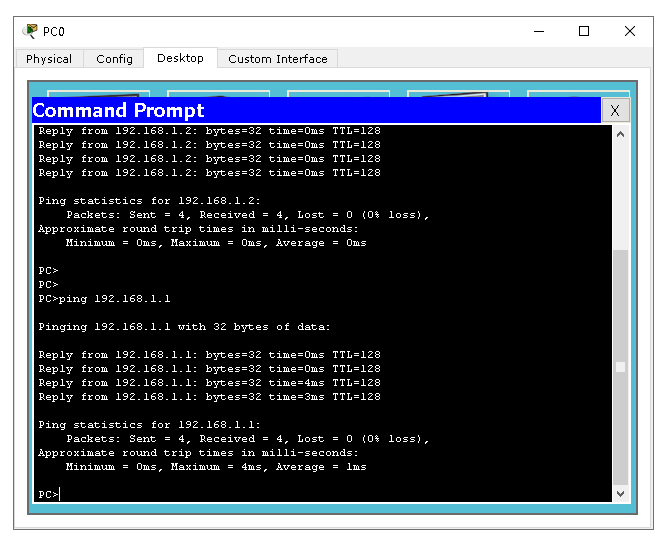 PC0
Physical Config Desktop Custom Interface
Command Prompt
X
Reply from 192.168.1.2: bytes=32 time=0ms TTL=128
Reply from 192.168.1.2: bytes=32 time=0ms TTL=128
Reply from 192.168.1.2: bytes=32 time=0ms TTL=128
Reply from 192.168.1.2: bytes=32 time=0ms TTL=128
Ping statistics for 192.168.1.2:
Packets: Sent = 4, Received = 4, Lost = 0 (0% loss),
Approximate round trip times in milli-seconds:
Minimum = 0ms, Maximum = 0ms, Average = 0ms
PC>
PC>
PC>ping 192.168.1.1
Pinging 192.168.1.1 with 32 bytes of data:
Reply from 192.168.1.1: bytes=32 time=0ms TTL=128
Reply from 192.168.1.1: bytes=32 time=0ms TTL=128
Reply from 192.168.1.1: bytes=32 time=4ms TTL=128
Reply from 192.168.1.1: bytes=32 time=3ms TTL=128
Ping statistics for 192.168.1.1:
Packets: Sent = 4, Received = 4, Lost = 0 (0% loss),
Approximate round trip times in milli-seconds:
Minimum = 0ms, Maximum = 4ms, Average = 1ms
PC>